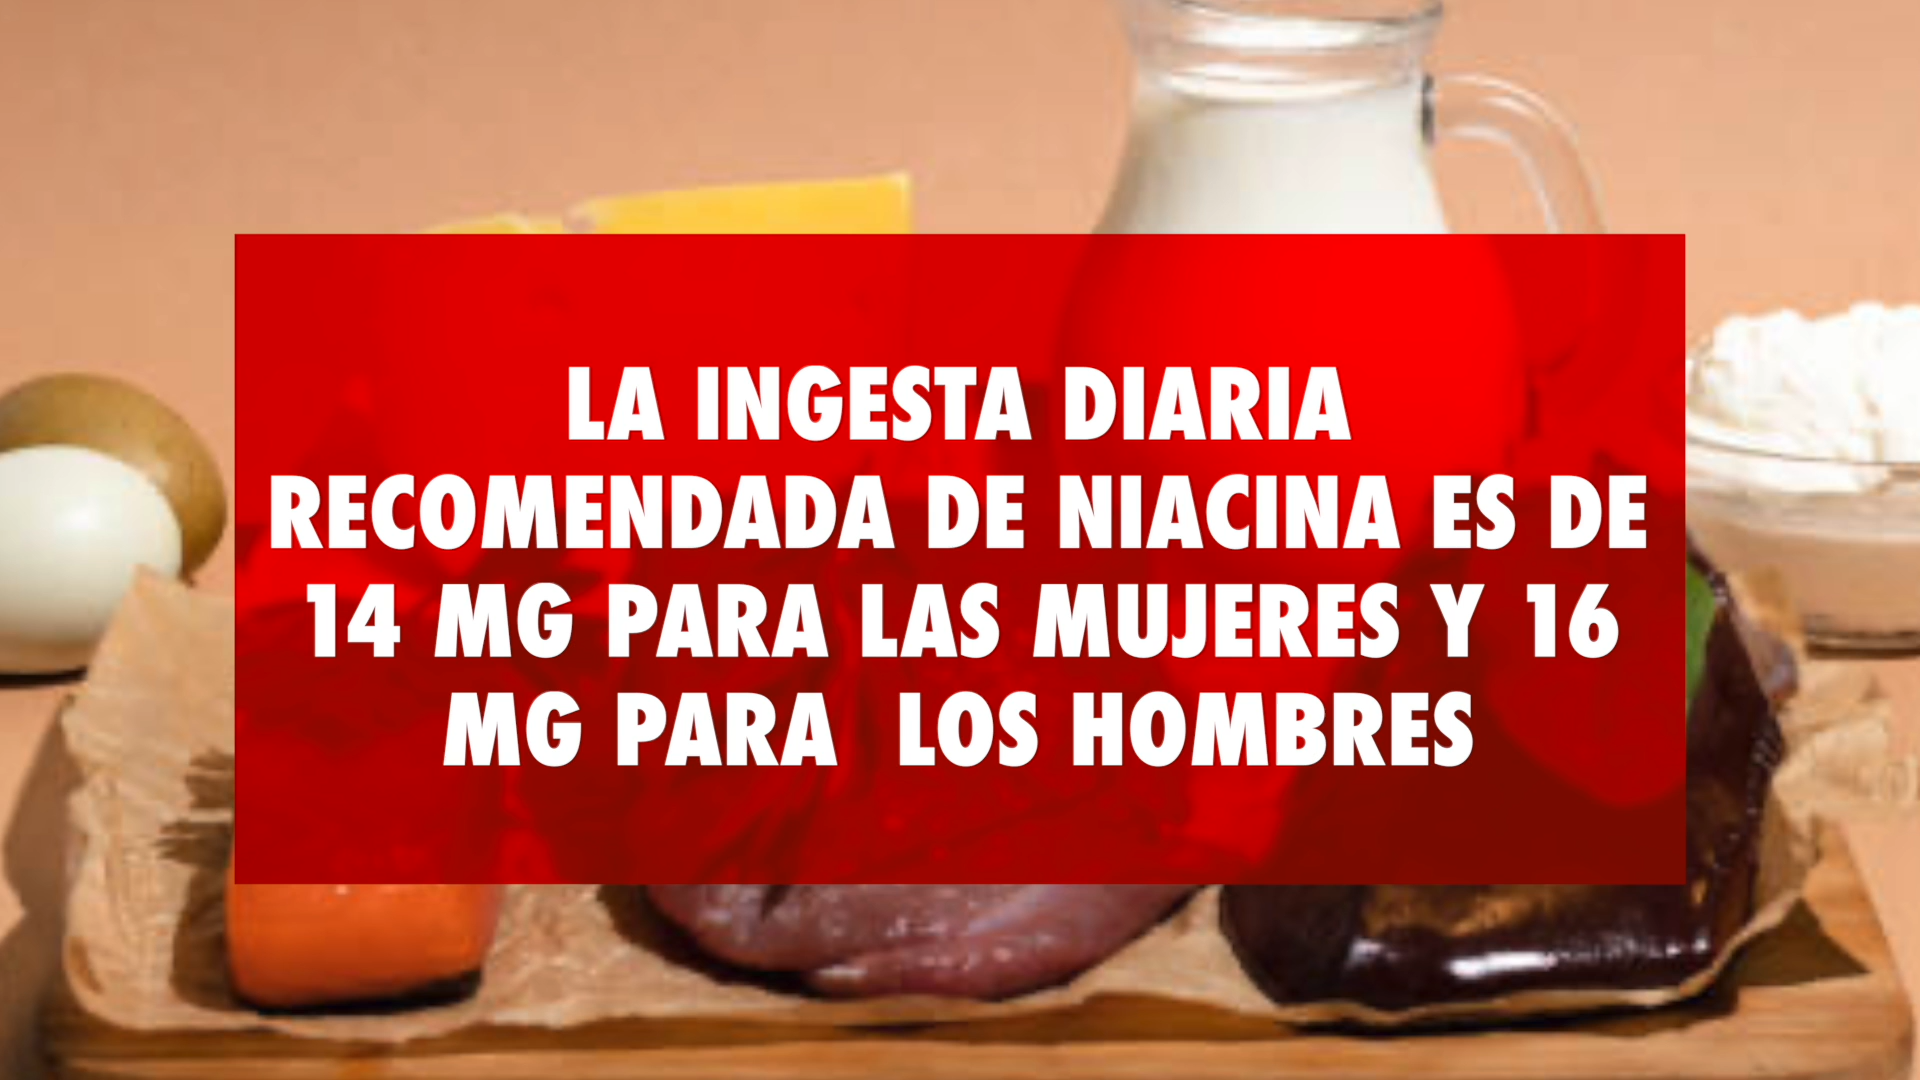 LA INGESTA DIARIA
RECOMENDADA DE NIACINA ES DE
14 MG PARA LAS MUJERES Y 16
MG PARA  LOS HOMBRES